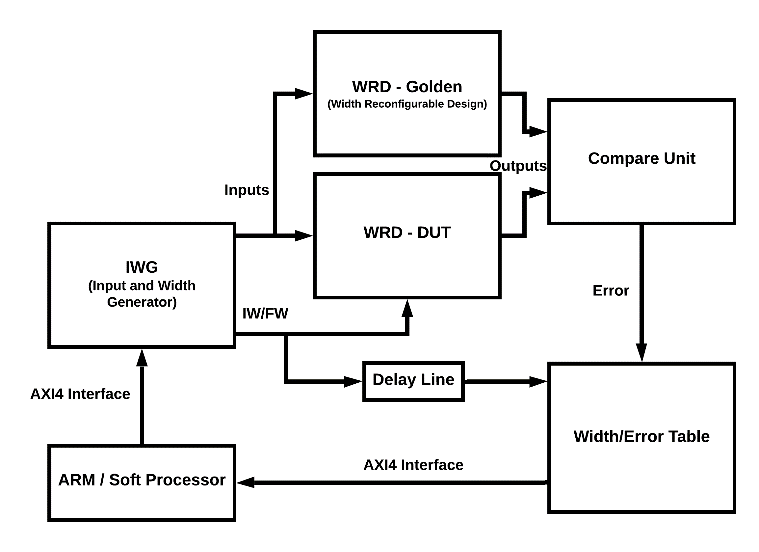 WRD - Golden
(Width Reconfigurable Design)
Compare Unit
Outputs
Inputs
WRD - DUT
IWG
(Input and Width
Generator)
Error
IW/FW
Delay Line
AXI4 Interface
Width/Error Table
AXI4 Interface
ARM / Soft Processor